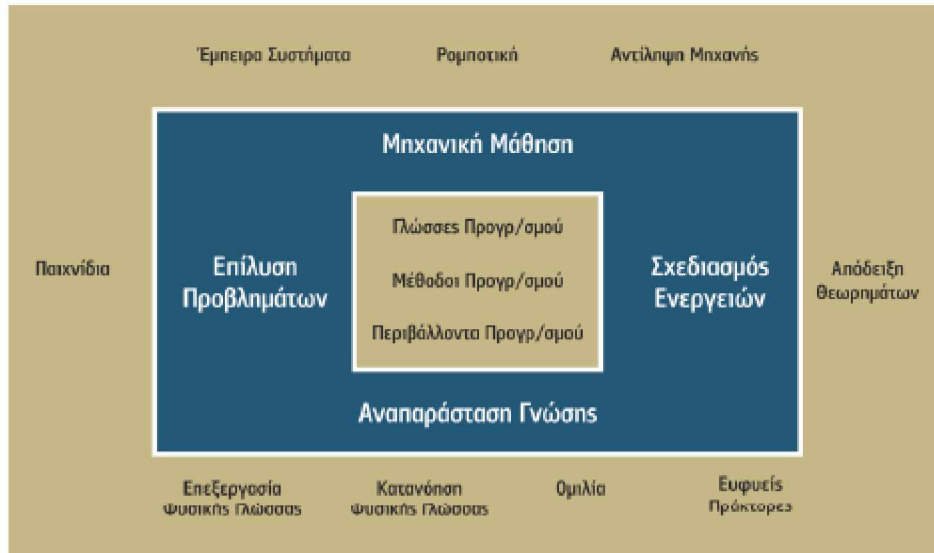 Έμπειρα Συστήματα
Ρομποτική
Αντίληψη Μηχανής
Μηχανική Μάθηση
Γλώσσες Προγρ/σμού
Παιχνίδια
Επίλυση
Προβλημάτων
Μέθοδοι Προγρ/σμού
Σχεδιασμός
Ενεργειών
Απόδειξη
Θεωρημάτων
Περιβάλλοντα Προγρ/σμού
Αναπαράσταση Γνώσης
Επεξεργασία
Φυσικής Γλώσσας
Κατανόηση
Φυσικής Γλώσσας
Ομιλία
Ευφυείς
Πράκτορες